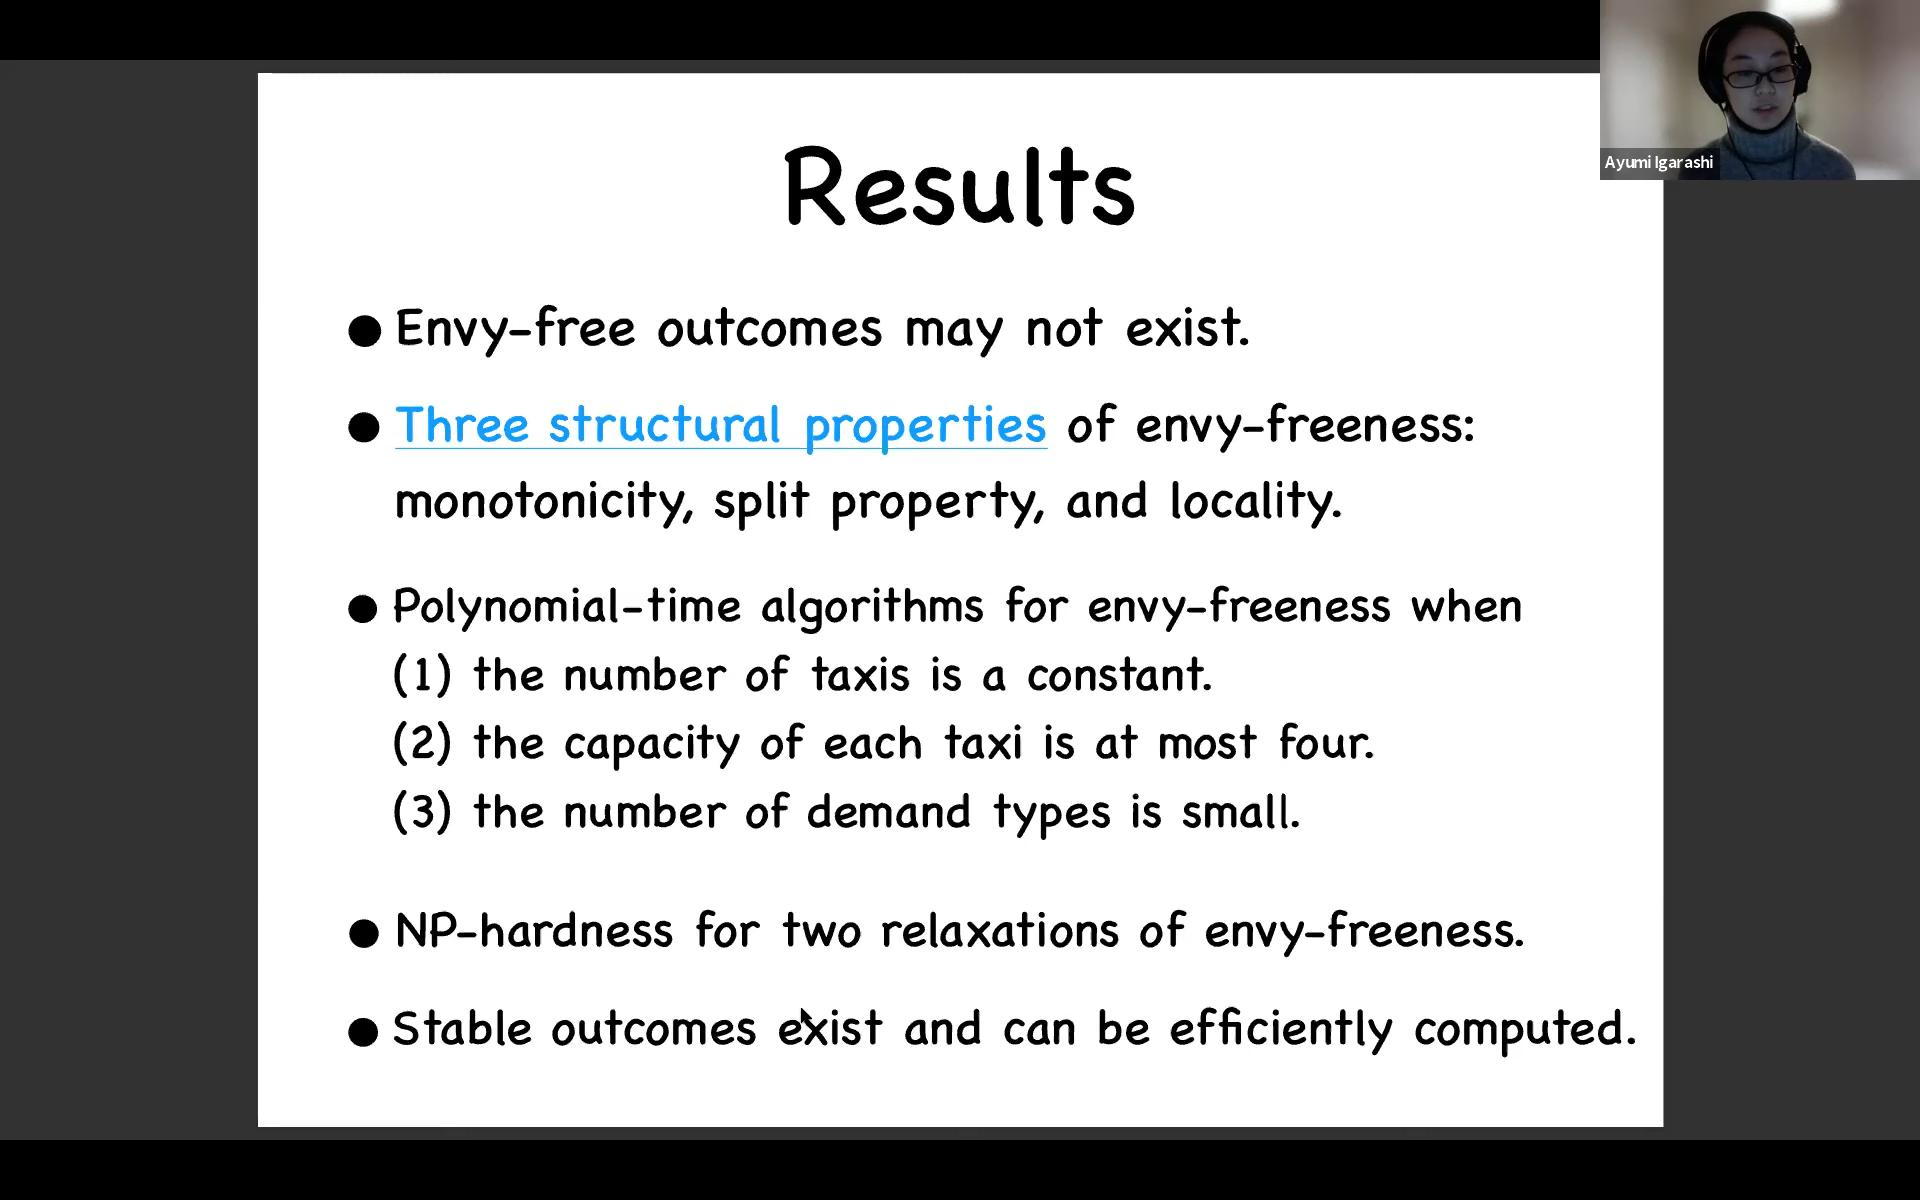 Results
Ayumi Igarashi
● Envy-free outcomes may not exist.
● Three structural properties of envy-freeness:
monotonicity, split property, and locality.
● Polynomial-time algorithms for envy-freeness when
(1) the number of taxis is a constant.
(2) the capacity of each taxi is at most four.
(3) the number of demand types is small.
● NP-hardness for two relaxations of envy-freeness.
● Stable outcomes exist and can be efficiently computed.